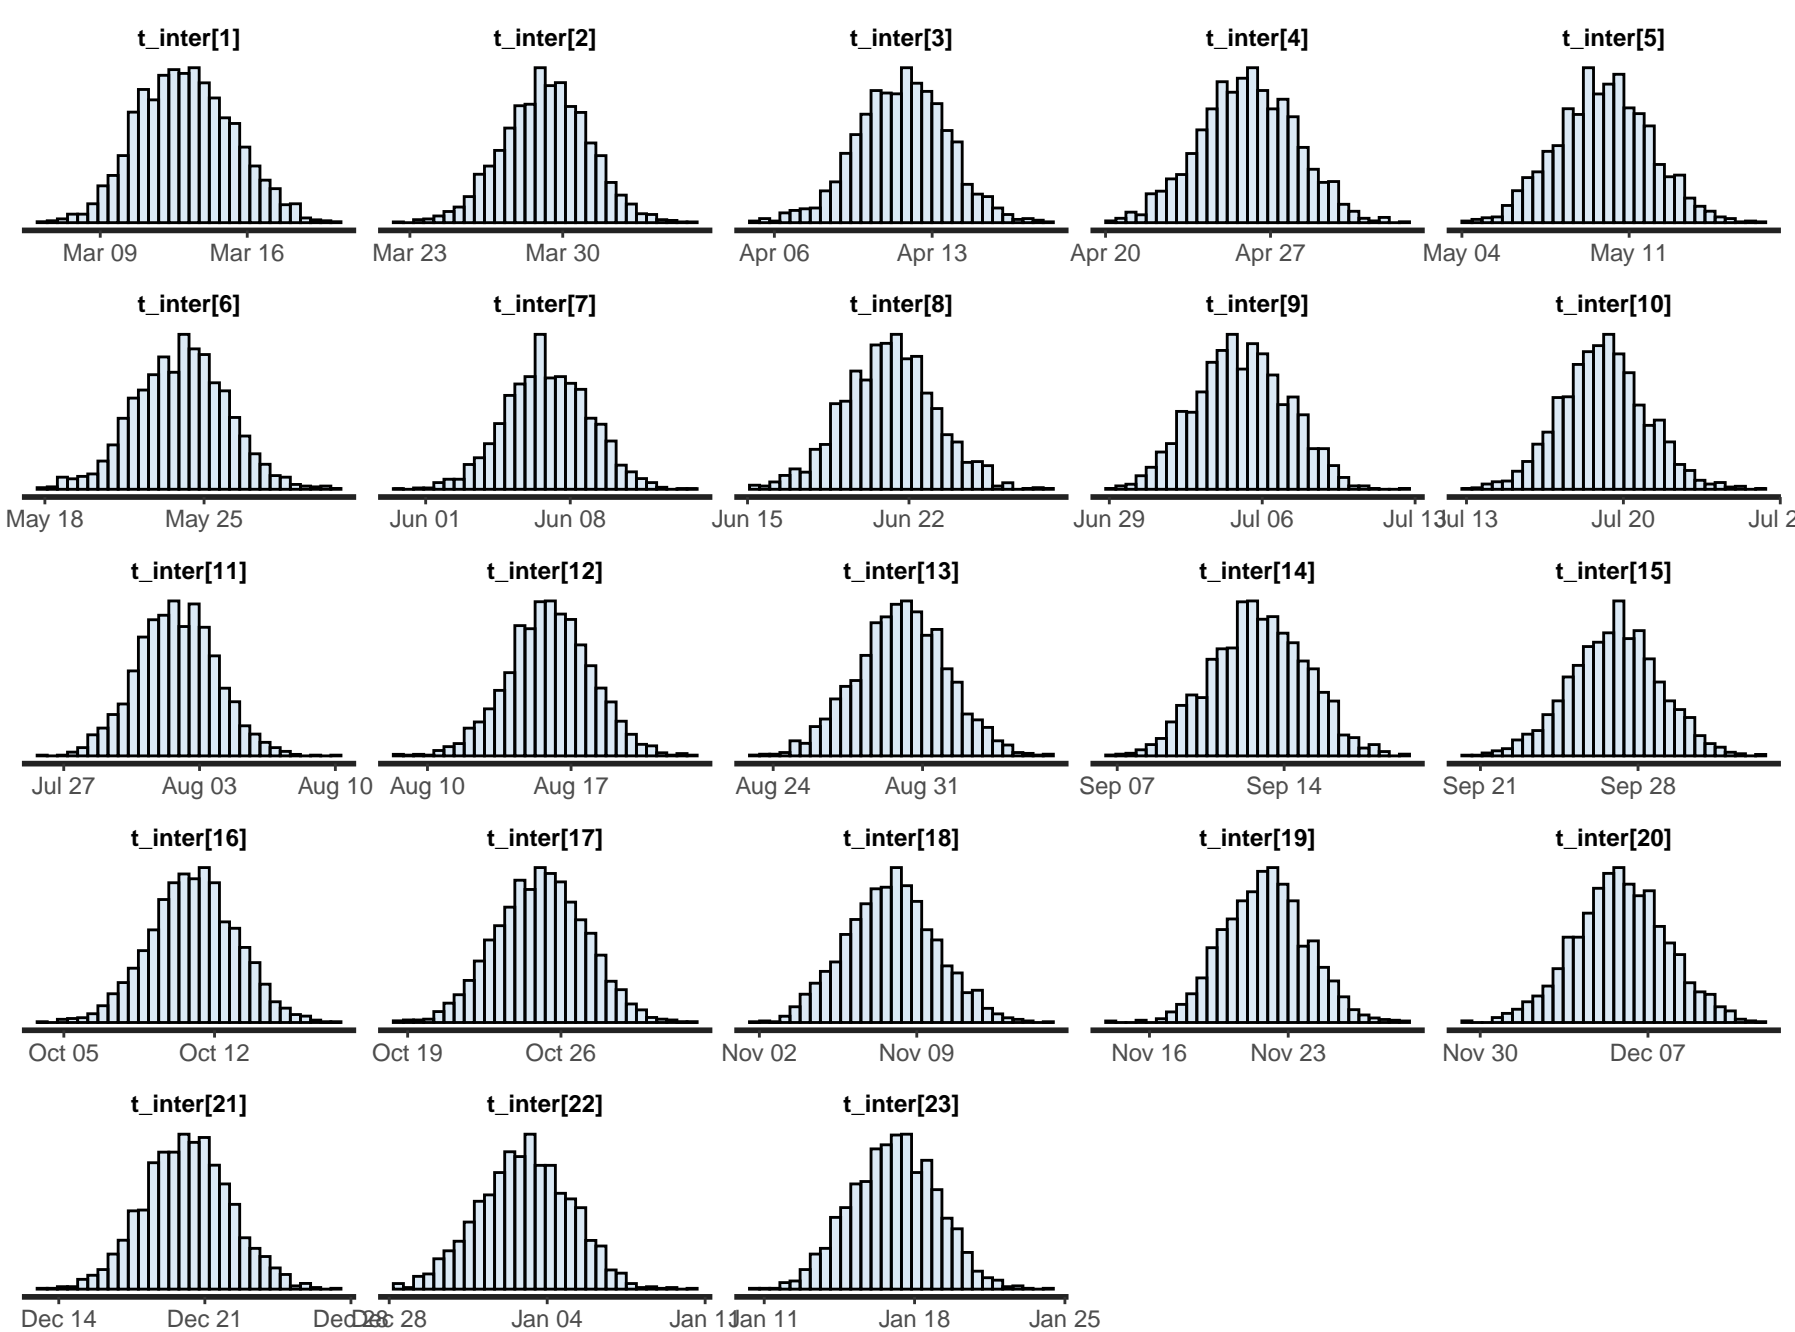 t_inter[1] t_inter[2] t_inter[3] t_inter[4] t_inter[5]
Mar 09 Mar 16 Mar 23 Mar 30 Apr 06 Apr 13 Apr 20 Apr 27 May 04 May 11
t_inter[6] t_inter[7] t_inter[8] t_inter[9] t_inter[10]
May 18 May 25 Jun 01 Jun 08 Jun 15 Jun 22 Jun 29 Jul 06 Jul 13 Jul 13 Jul 20 Jul 2
t_inter[11] t_inter[12] t_inter[13] t_inter[14] t_inter[15]
Jul 27 Aug 03 Aug 10 Aug 10 Aug 17 Aug 24 Aug 31 Sep 07 Sep 14 Sep 21 Sep 28
t_inter[16] t_inter[17] t_inter[18] t_inter[19] t_inter[20]
Oct 05 Oct 12 Oct 19 Oct 26 Nov 02 Nov 09 Nov 16 Nov 23 Nov 30 Dec 07
t_inter[21] t_inter[22] t_inter[23]
Dec 14 Dec 21 Dec 28 Dec 28 Jan 04 Jan 11 Jan 11 Jan 18 Jan 25